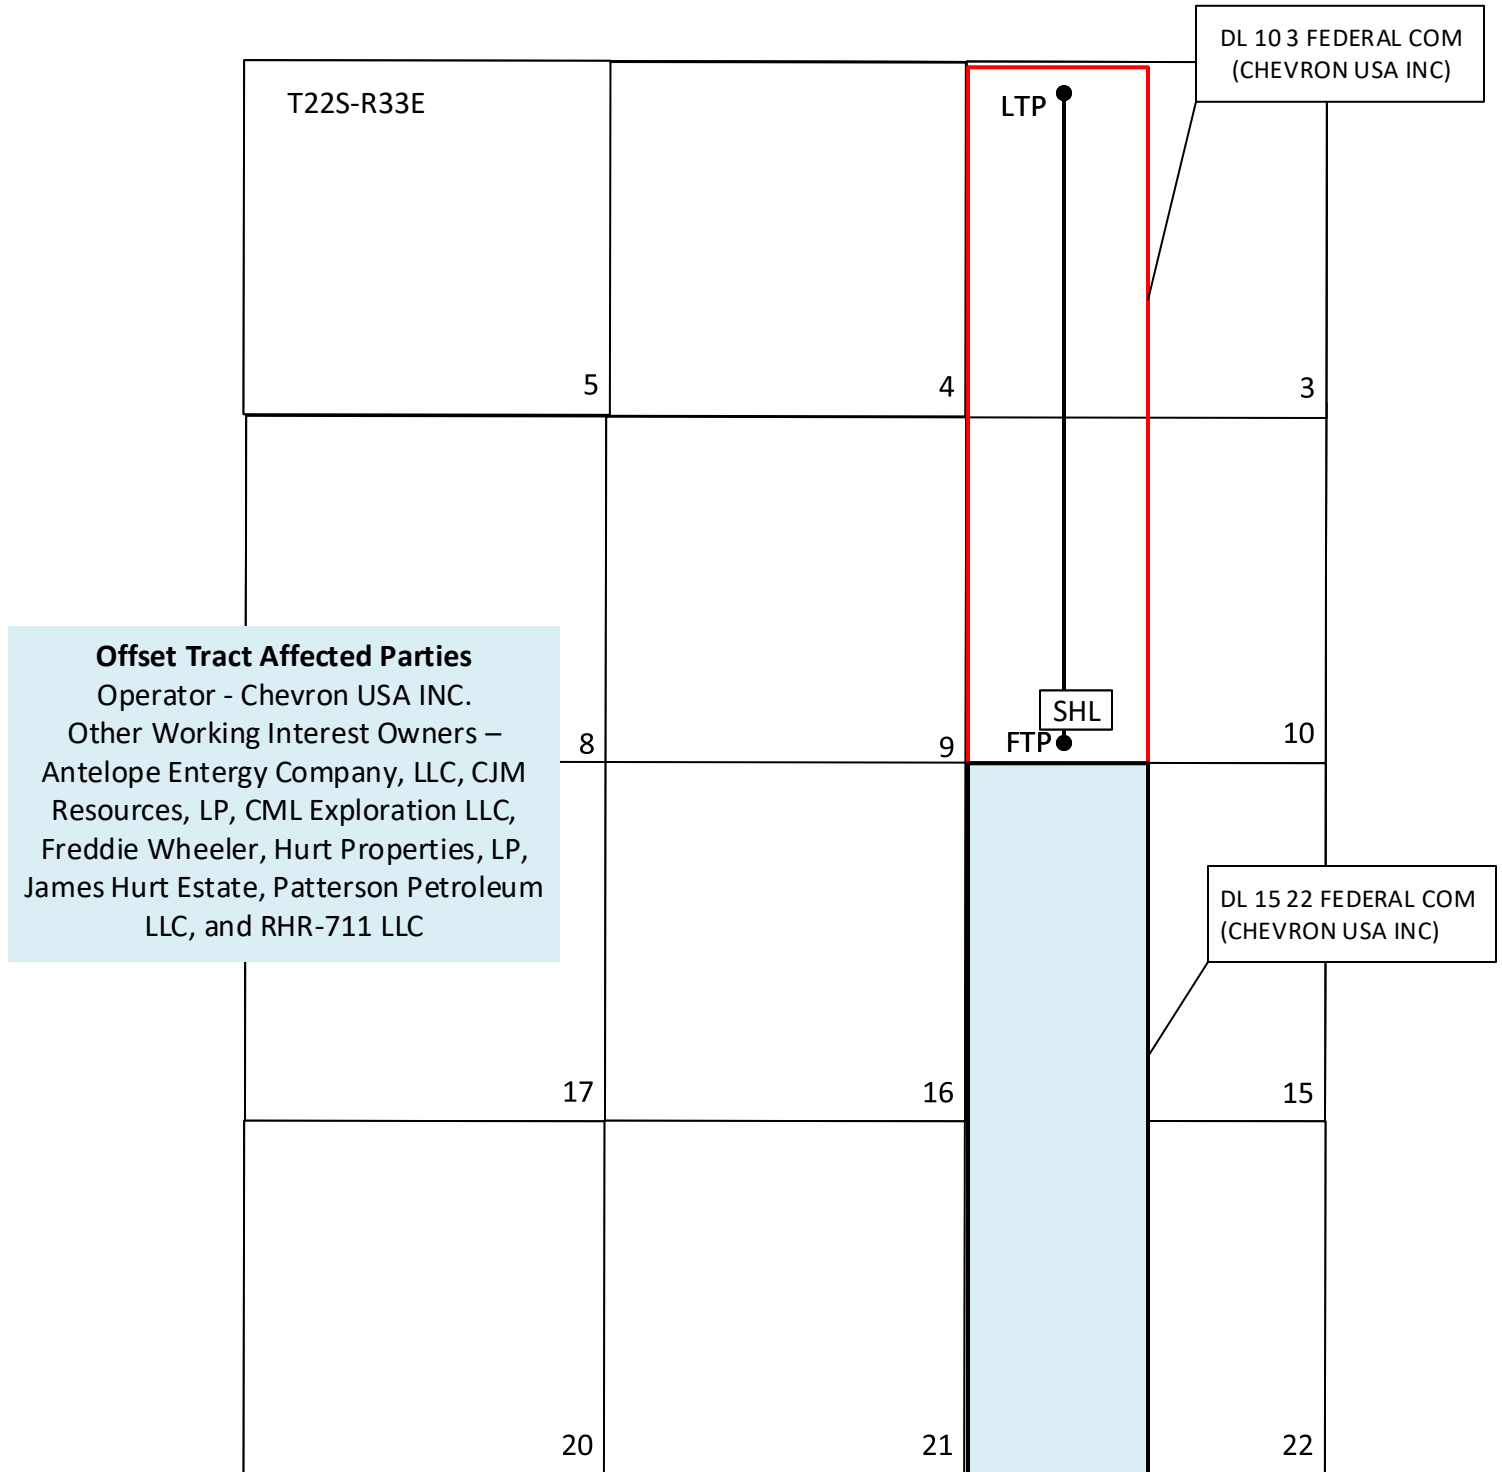 DL 10 3 FEDERAL COM
(CHEVRON USA INC)
T22S-R33E
LTP
5
4
3
Offset Tract Affected Parties
Operator - Chevron USA INC.
Other Working Interest Owners –
Antelope Entergy Company, LLC, CJM
Resources, LP, CML Exploration LLC,
Freddie Wheeler, Hurt Properties, LP,
James Hurt Estate, Patterson Petroleum
LLC, and RHR-711 LLC
8
9
SHL
FTP
10
DL 15 22 FEDERAL COM
(CHEVRON USA INC)
17
16
15
20
21
22